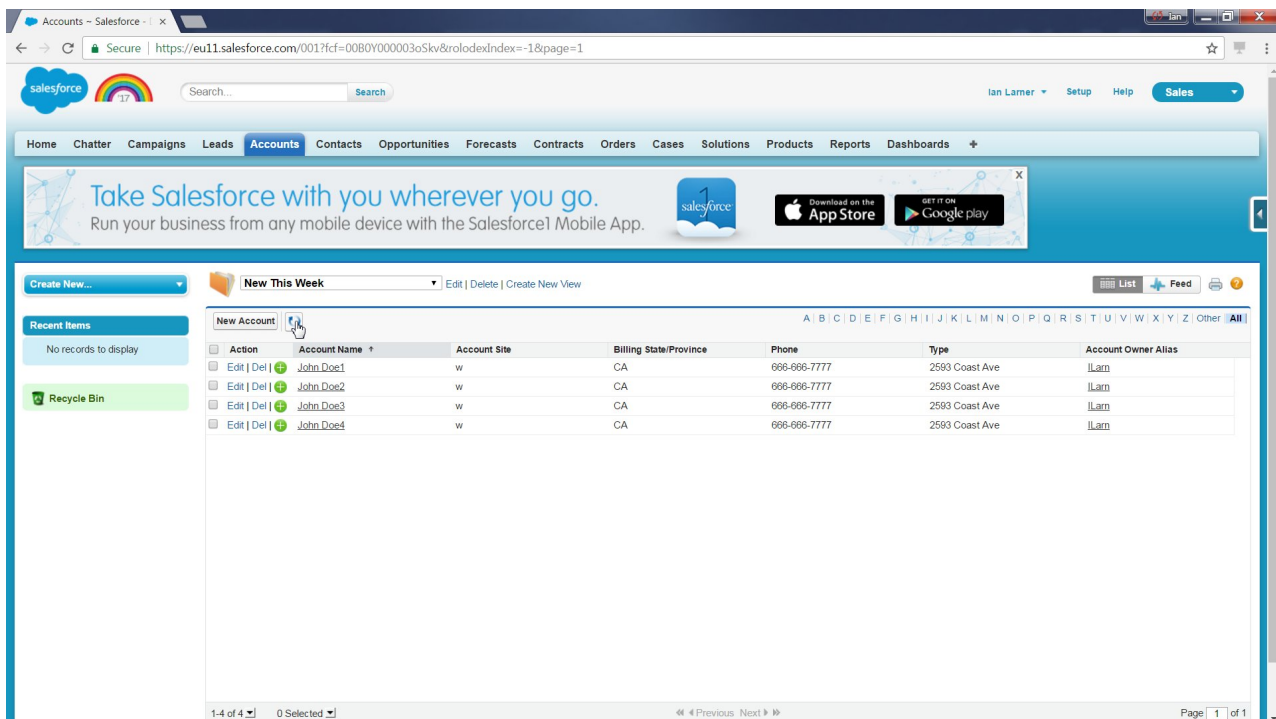 Accounts ~ Salesforce - 
Ian
Secure | https://eu11.salesforce.com/001?fcf=00B0Y000003oSkv&rolodexIndex=-1&page=1
salesforce '17 Search... Search Ian Larner Setup Help Sales
Home Chatter Campaigns Leads Accounts Contacts Opportunities Forecasts Contracts Orders Cases Solutions Products Reports Dashboards +
Take Salesforce with you wherever you go.
Run your business from any mobile device with the Salesforce1 Mobile App.
1 salesforce
Download on the App Store
GET IT ON Google play
X
Create New... New This Week Edit | Delete | Create New View List Feed ?
New Account A | B | C | D | E | F | G | H | I | J | K | L | M | N | O | P | Q | R | S | T | U | V | W | X | Y | Z | Other | All |
Recent Items
No records to display
Recycle Bin
Action Account Name Account Site Billing State/Province Phone Type Account Owner Alias
Edit | Del | John Doe1 w CA 666-666-7777 2593 Coast Ave ILarn
Edit | Del | John Doe2 w CA 666-666-7777 2593 Coast Ave ILarn
Edit | Del | John Doe3 w CA 666-666-7777 2593 Coast Ave ILarn
Edit | Del | John Doe4 w CA 666-666-7777 2593 Coast Ave ILarn
1-4 of 4 0 Selected Previous Next Page 1 of 1